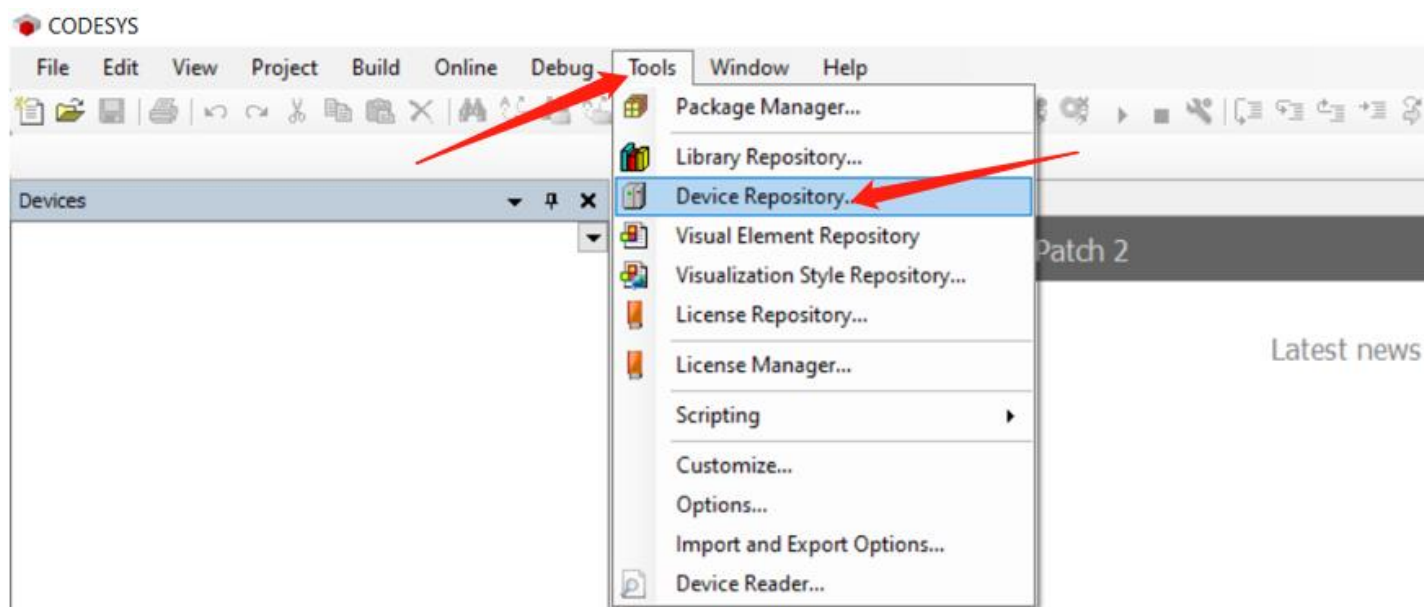 CODESYS
File Edit View Project Build Online Debug Tools Window Help
Package Manager...
Library Repository...
Devices
Device Repository...
Visual Element Repository
Patch 2
Visualization Style Repository...
License Repository...
Latest news
License Manager...
Scripting
Customize...
Options...
Import and Export Options...
Device Reader...